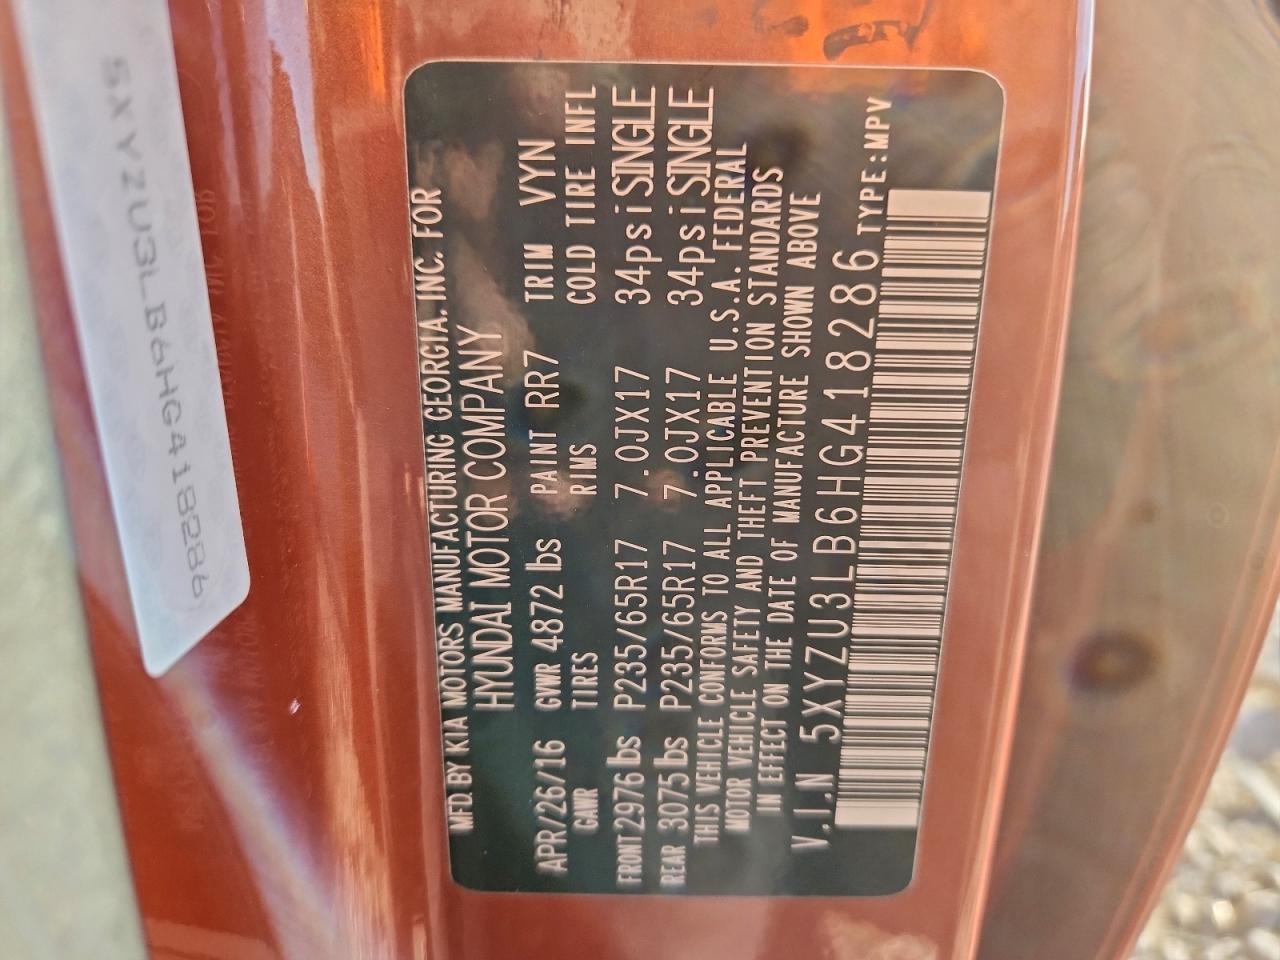 5XYZU3LB6HG418286
MFD. BY KIA MOTORS MANUFACTURING GEORGIA, INC. FOR
HYUNDAI MOTOR COMPANY
APR/26/16 GVWR 4872 lbs PAINT RR7 TRIM VYN
GAWR TIRES RIMS COLD TIRE INFL
FRONT 2976 lbs P235/65R17 7.0JX17 34psi SINGLE
REAR 3075 lbs P235/65R17 7.0JX17 34psi SINGLE
THIS VEHICLE CONFORMS TO ALL APPLICABLE U.S.A. FEDERAL
MOTOR VEHICLE SAFETY AND THEFT PREVENTION STANDARDS
IN EFFECT ON THE DATE OF MANUFACTURE SHOWN ABOVE
V.I.N 5XYZU3LB6HG418286 TYPE:MPV